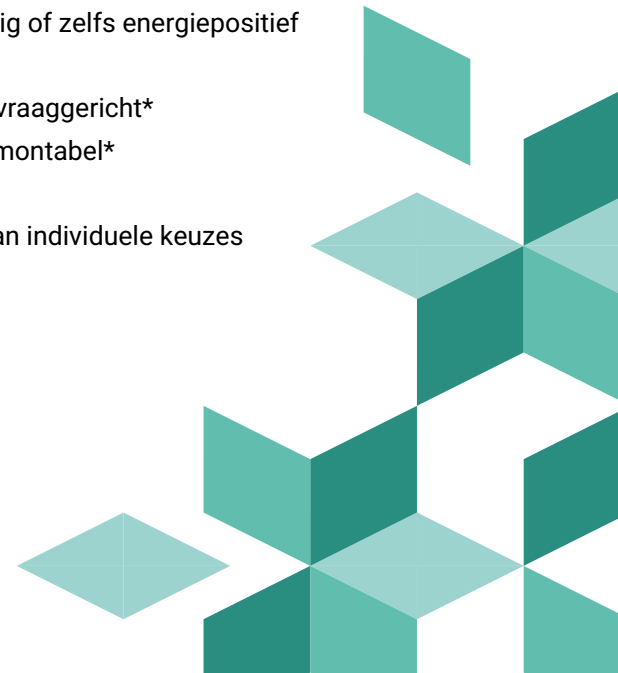 ig of zelfs energiepositief
vraaggericht*
montabel*
an individuele keuzes